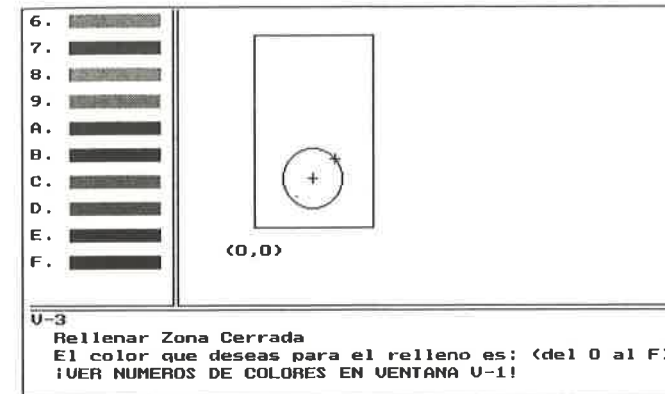 6.
7.
8.
9.
A.
B.
C.
D.
E.
F.
(0,0)
V-3
Rellenar Zona Cerrada
El color que deseas para el relleno es: (del 0 al F)
¡VER NUMEROS DE COLORES EN VENTANA V-1!